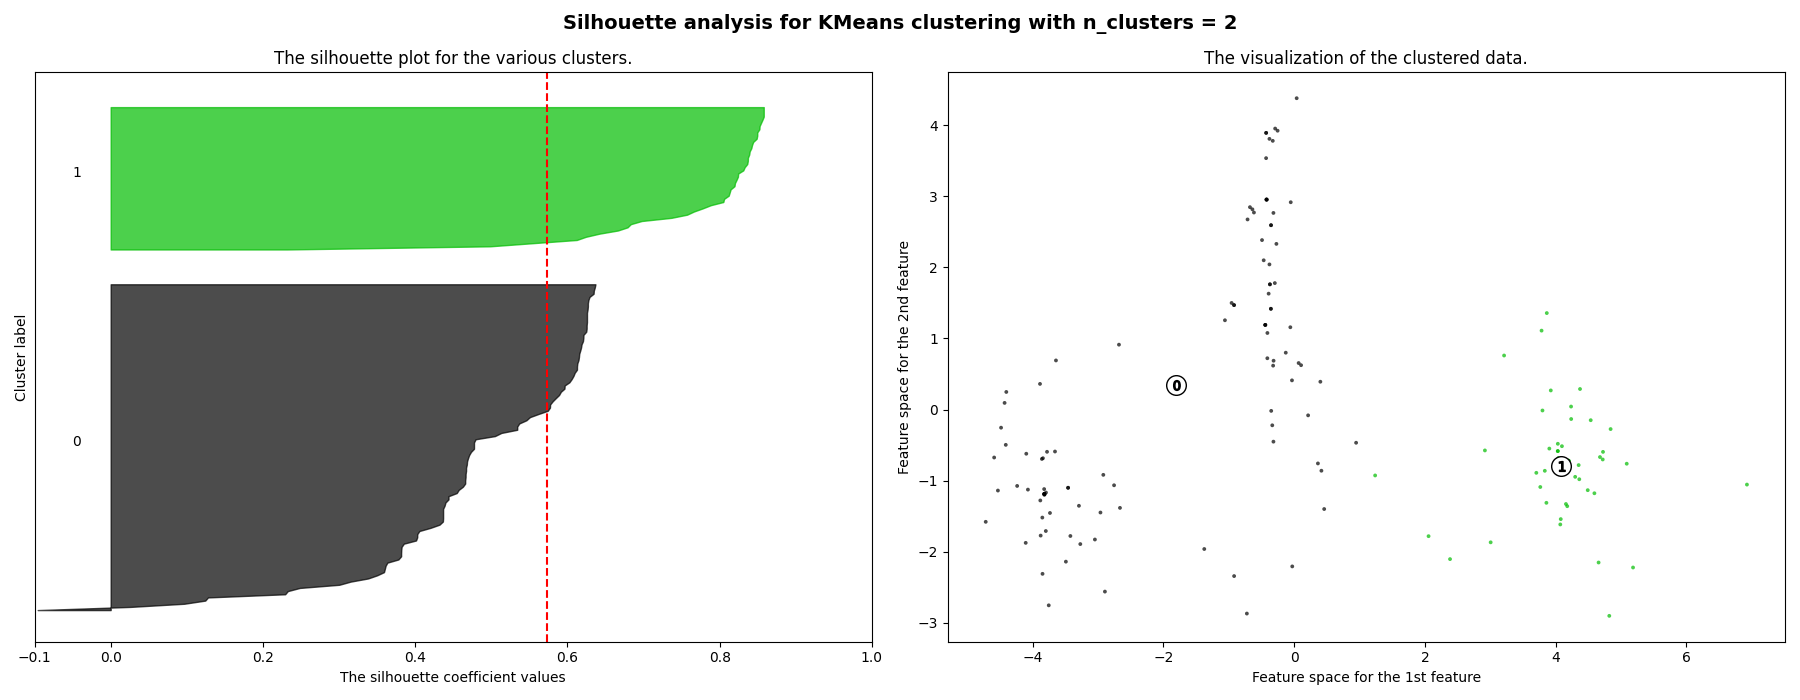 Silhouette analysis for KMeans clustering with n_clusters = 2
The silhouette plot for the various clusters.
1
0
Cluster label
−0.1 0.0 0.2 0.4 0.6 0.8 1.0
The silhouette coefficient values
The visualization of the clustered data.
4
3
2
1
0
−1
−2
−3
Feature space for the 2nd feature
0
1
−4 −2 0 2 4 6
Feature space for the 1st feature